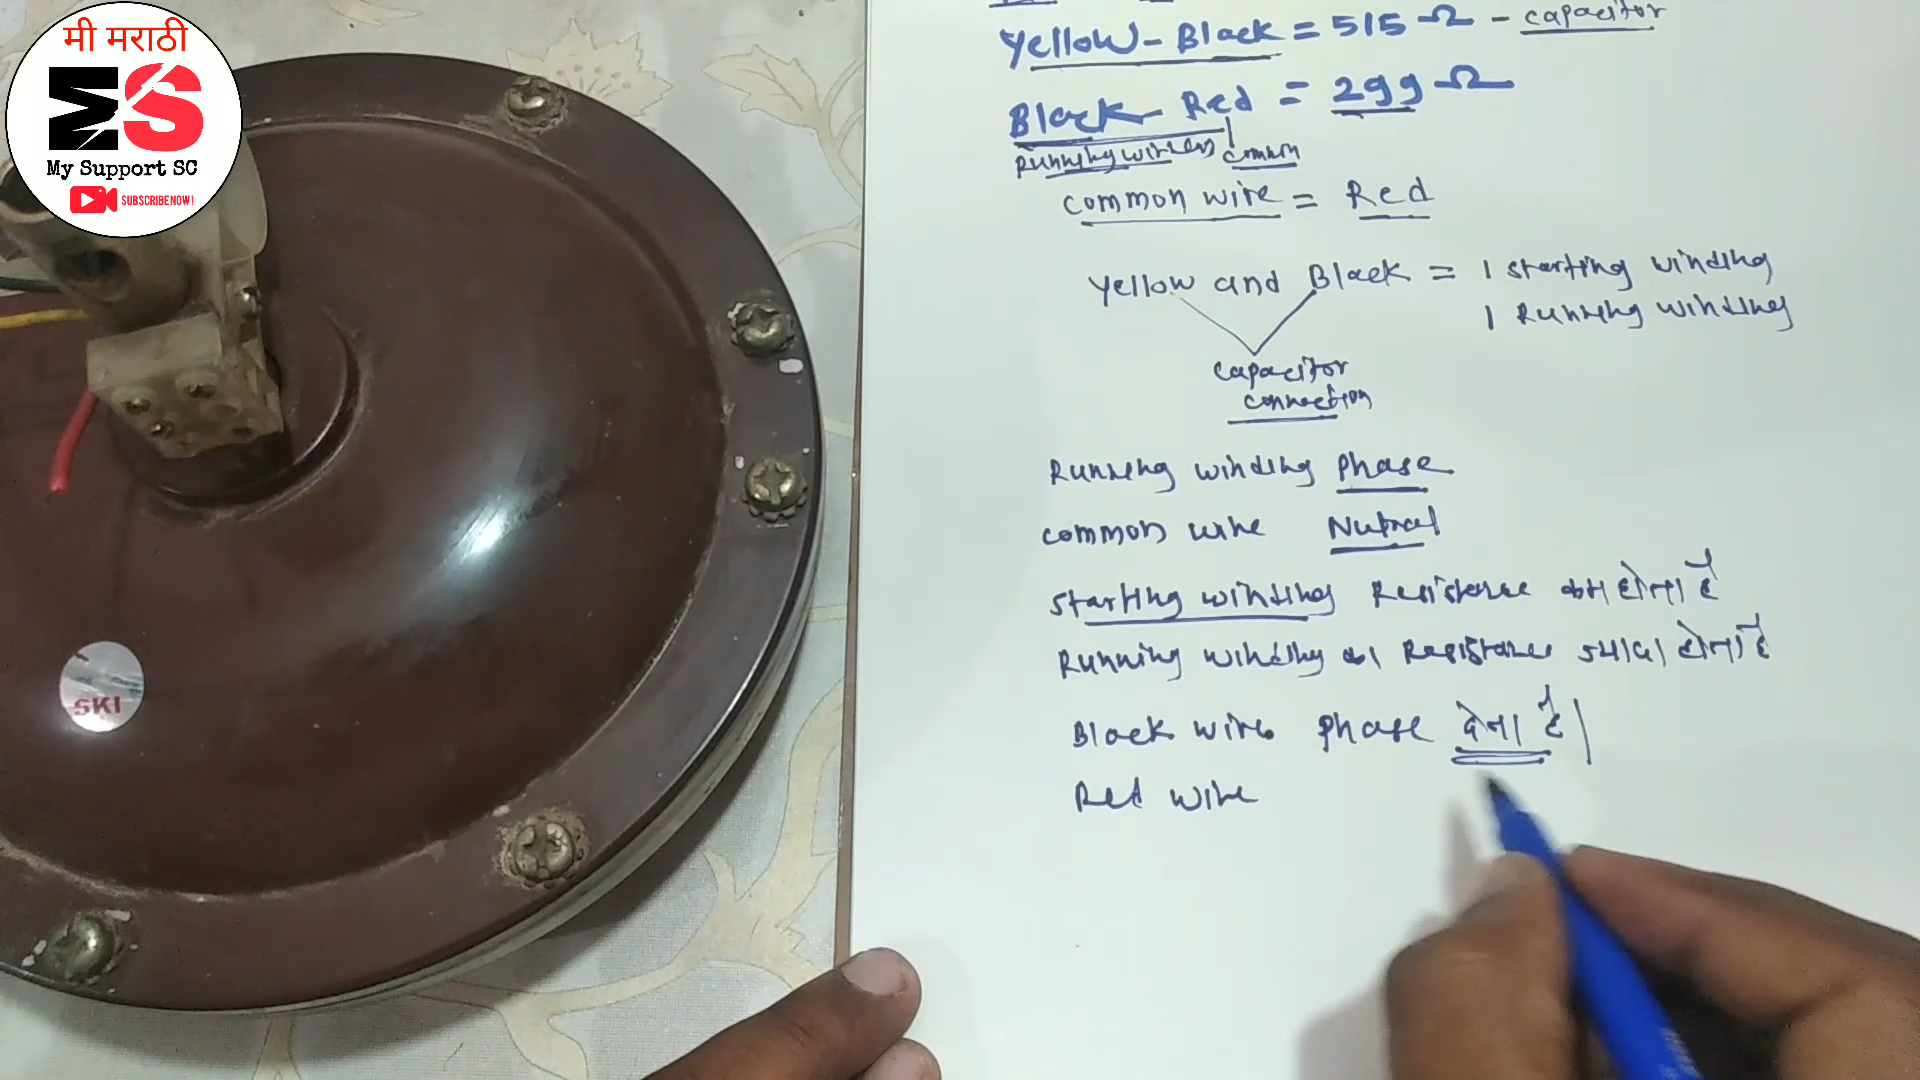 मी मराठी
MS
My Support SC
SUBSCRIBE NOW!
SKI
Yellow - Black = 515 Ω - capacitor
Black - Red = 299 Ω
Running common
common wire = Red
Yellow and Black = 1 starting winding
1 Running winding
capacitor
connection
Running winding phase
common wire Nutral
starting winding Resistance कम होता है
Running winding का Resistance ज्यादा होता है
Black wire phase देना है।
Red wire